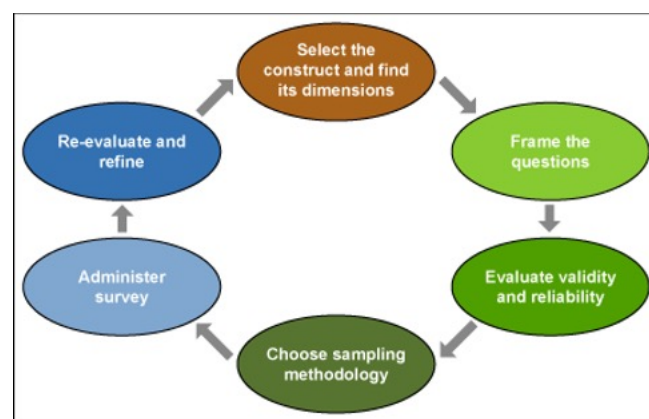 Select the
construct and find
its dimensions
Frame the
questions
Evaluate validity
and reliability
Choose sampling
methodology
Administer
survey
Re-evaluate and
refine